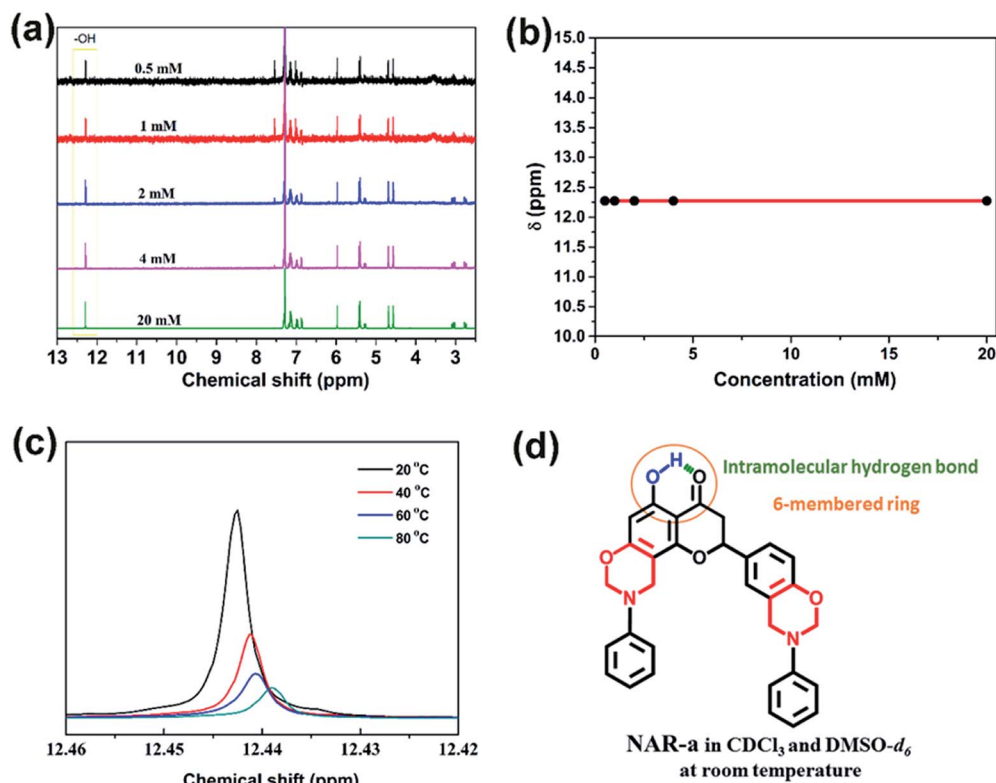 (a)
-OH
0.5 mM
1 mM
2 mM
4 mM
20 mM
13 12 11 10 9 8 7 6 5 4 3
Chemical shift (ppm)
(b)
15.0
14.5
14.0
13.5
13.0
12.5
12.0
11.5
11.0
10.5
10.0
δ (ppm)
0 5 10 15 20
Concentration (mM)
(c)
20 °C
40 °C
60 °C
80 °C
12.46 12.45 12.44 12.43 12.42
Chemical shift (ppm)
(d)
H
O O
Intramolecular hydrogen bond
6-membered ring
O
O
N
O
N
NAR-a in CDCl₃ and DMSO-d₆
at room temperature